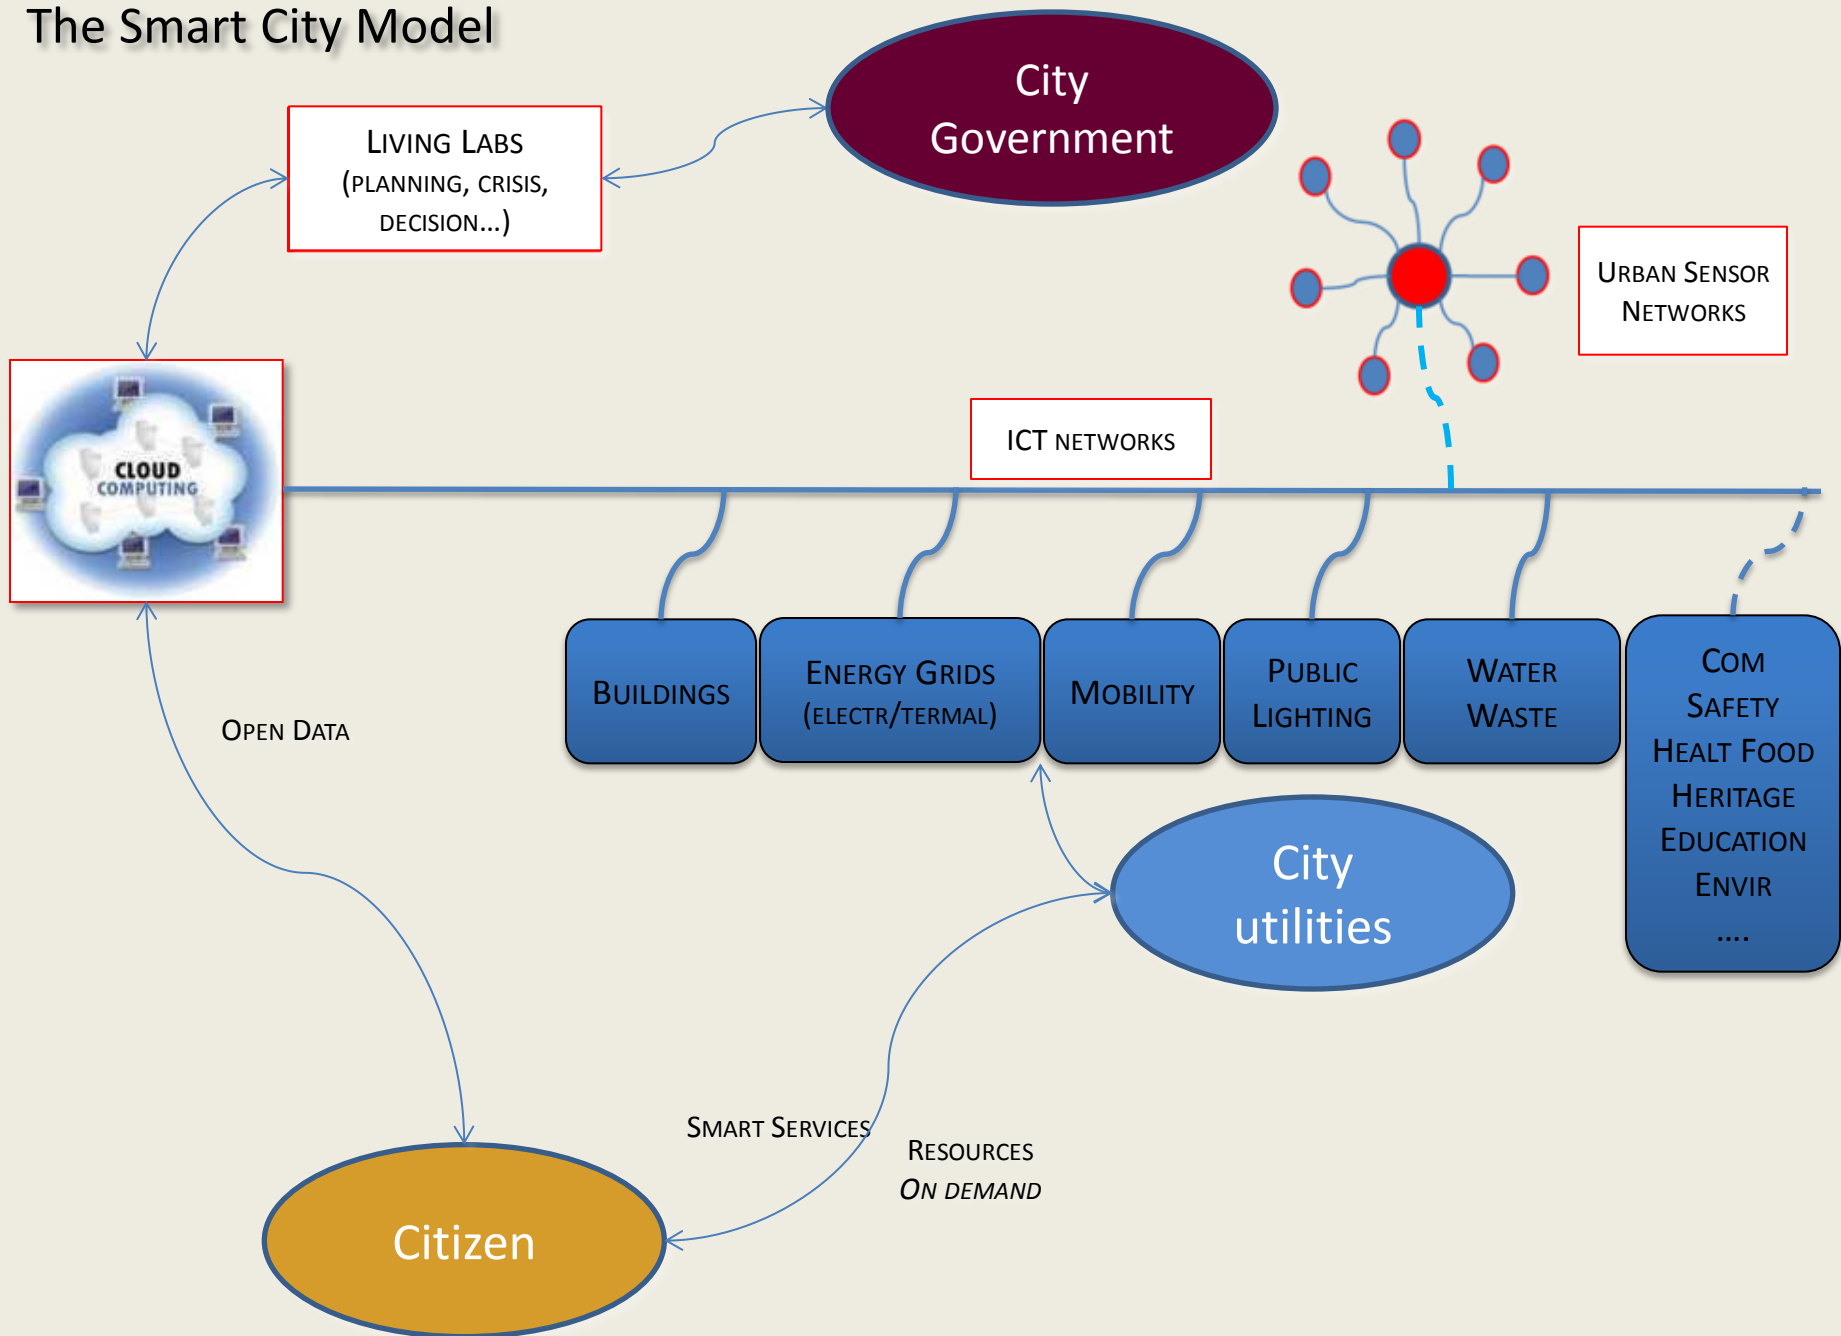 The Smart City Model
City
Government
LIVING LABS
(PLANNING, CRISIS,
DECISION...)
URBAN SENSOR
NETWORKS
ICT NETWORKS
CLOUD
COMPUTING
BUILDINGS
ENERGY GRIDS
(ELECTR/TERMAL)
MOBILITY
PUBLIC
LIGHTING
WATER
WASTE
COM
SAFETY
HEALT FOOD
HERITAGE
EDUCATION
ENVIR
....
OPEN DATA
City
utilities
SMART SERVICES
RESOURCES
ON DEMAND
Citizen